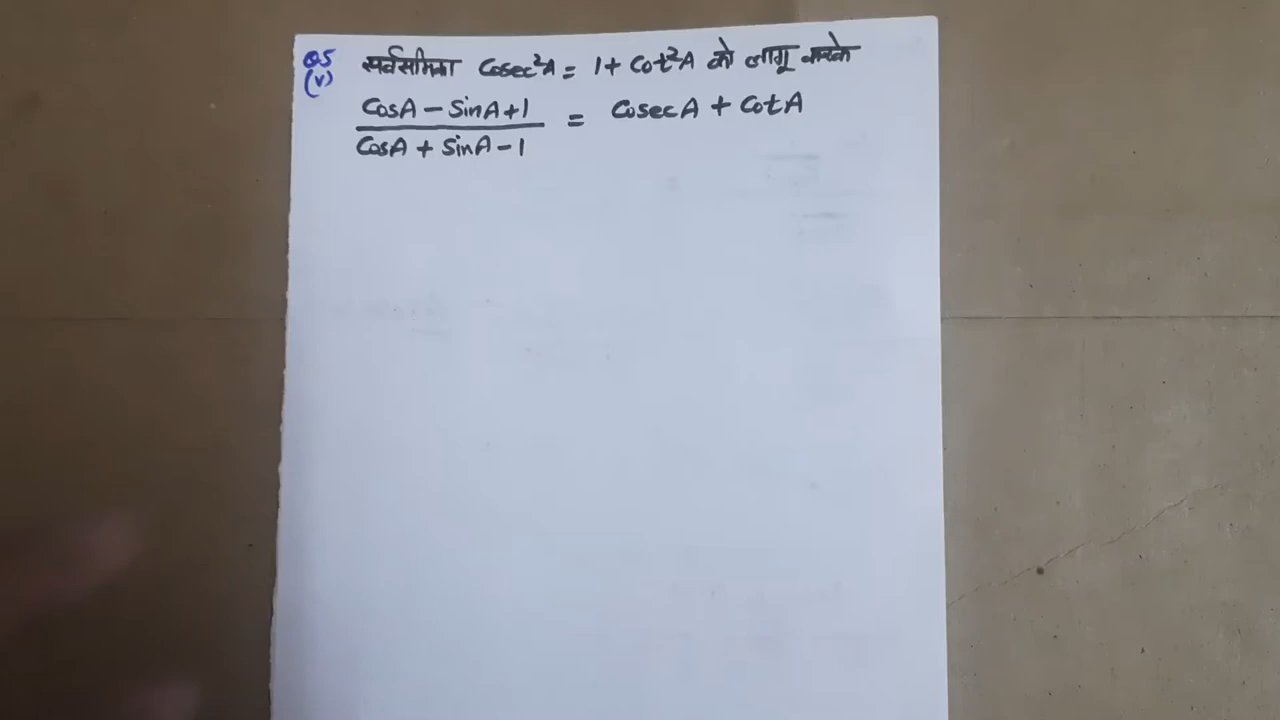 Q5 सर्वसमिका Cosec²A = 1 + Cot²A को लागू करके
(v)
CosA - SinA + 1
= CosecA + CotA
CosA + SinA - 1